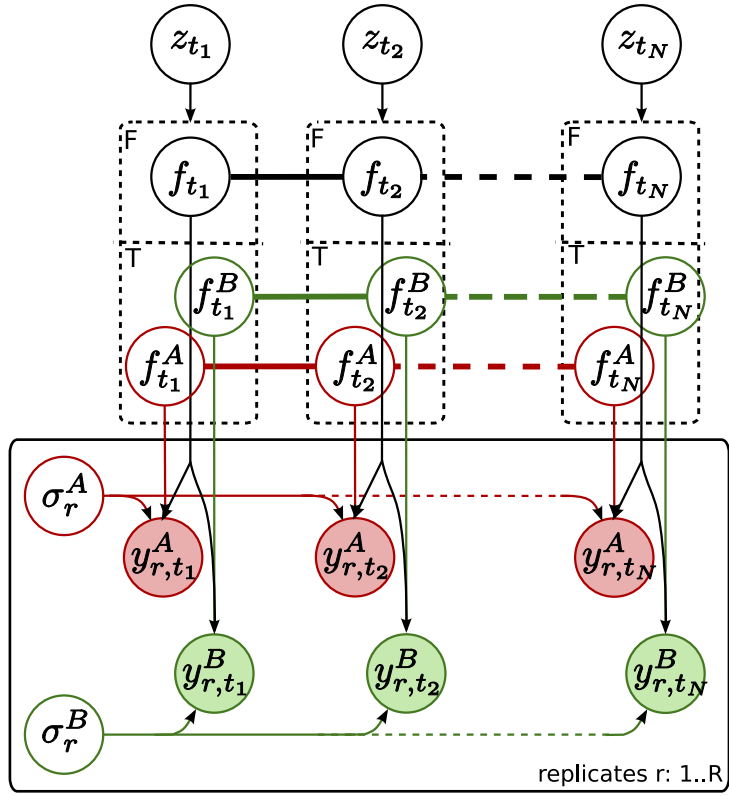 z_{t_1} z_{t_2} z_{t_N}
F F F
f_{t_1} f_{t_2} f_{t_N}
T T T
f^B_{t_1} f^B_{t_2} f^B_{t_N}
f^A_{t_1} f^A_{t_2} f^A_{t_N}
σ^A_r
y^A_{r,t_1} y^A_{r,t_2} y^A_{r,t_N}
y^B_{r,t_1} y^B_{r,t_2} y^B_{r,t_N}
σ^B_r
replicates r: 1..R